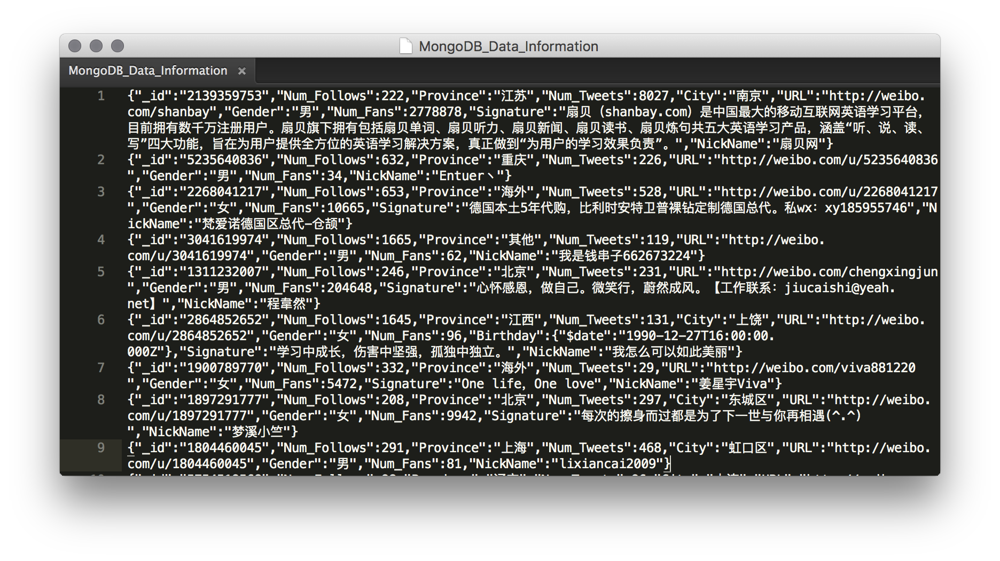 MongoDB_Data_Information
MongoDB_Data_Information ×
1 {"_id":"2139359753","Num_Follows":222,"Province":"江苏","Num_Tweets":8027,"City":"南京","URL":"http://weibo.
com/shanbay","Gender":"男","Num_Fans":2778878,"Signature":"扇贝（shanbay.com）是中国最大的移动互联网英语学习平台，
目前拥有数千万注册用户。扇贝旗下拥有包括扇贝单词、扇贝听力、扇贝新闻、扇贝读书、扇贝炼句共五大英语学习产品，涵盖“听、说、读、
写”四大功能，旨在为用户提供全方位的英语学习解决方案，真正做到“为用户的学习效果负责”。","NickName":"扇贝网"}
2 {"_id":"5235640836","Num_Follows":632,"Province":"重庆","Num_Tweets":226,"URL":"http://weibo.com/u/5235640836
","Gender":"男","Num_Fans":34,"NickName":"Entuer丶"}
3 {"_id":"2268041217","Num_Follows":653,"Province":"海外","Num_Tweets":528,"URL":"http://weibo.com/u/2268041217
","Gender":"女","Num_Fans":10665,"Signature":"德国本土5年代购，比利时安特卫普裸钻定制德国总代。私wx：xy185955746","N
ickName":"梵爱诺德国区总代-仓颉"}
4 {"_id":"3041619974","Num_Follows":1665,"Province":"其他","Num_Tweets":119,"URL":"http://weibo.
com/u/3041619974","Gender":"男","Num_Fans":62,"NickName":"我是钱串子662673224"}
5 {"_id":"1311232007","Num_Follows":246,"Province":"北京","Num_Tweets":231,"URL":"http://weibo.com/chengxingjun
","Gender":"男","Num_Fans":204648,"Signature":"心怀感恩，做自己。微笑行，蔚然成风。【工作联系：jiucaishi@yeah.
net】","NickName":"程韋然"}
6 {"_id":"2864852652","Num_Follows":1645,"Province":"江西","Num_Tweets":131,"City":"上饶","URL":"http://weibo.
com/u/2864852652","Gender":"女","Num_Fans":96,"Birthday":{"$date":"1990-12-27T16:00:00.
000Z"},"Signature":"学习中成长，伤害中坚强，孤独中独立。","NickName":"我怎么可以如此美丽"}
7 {"_id":"1900789770","Num_Follows":332,"Province":"海外","Num_Tweets":29,"URL":"http://weibo.com/viva881220
","Gender":"女","Num_Fans":5472,"Signature":"One life，One love","NickName":"姜星宇Viva"}
8 {"_id":"1897291777","Num_Follows":208,"Province":"北京","Num_Tweets":297,"City":"东城区","URL":"http://weibo.
com/u/1897291777","Gender":"女","Num_Fans":9942,"Signature":"每次的擦身而过都是为了下一世与你再相遇(^.^)
","NickName":"梦溪小竺"}
9 {"_id":"1804460045","Num_Follows":291,"Province":"上海","Num_Tweets":468,"City":"虹口区","URL":"http://weibo.
com/u/1804460045","Gender":"男","Num_Fans":81,"NickName":"lixiancai2009"}